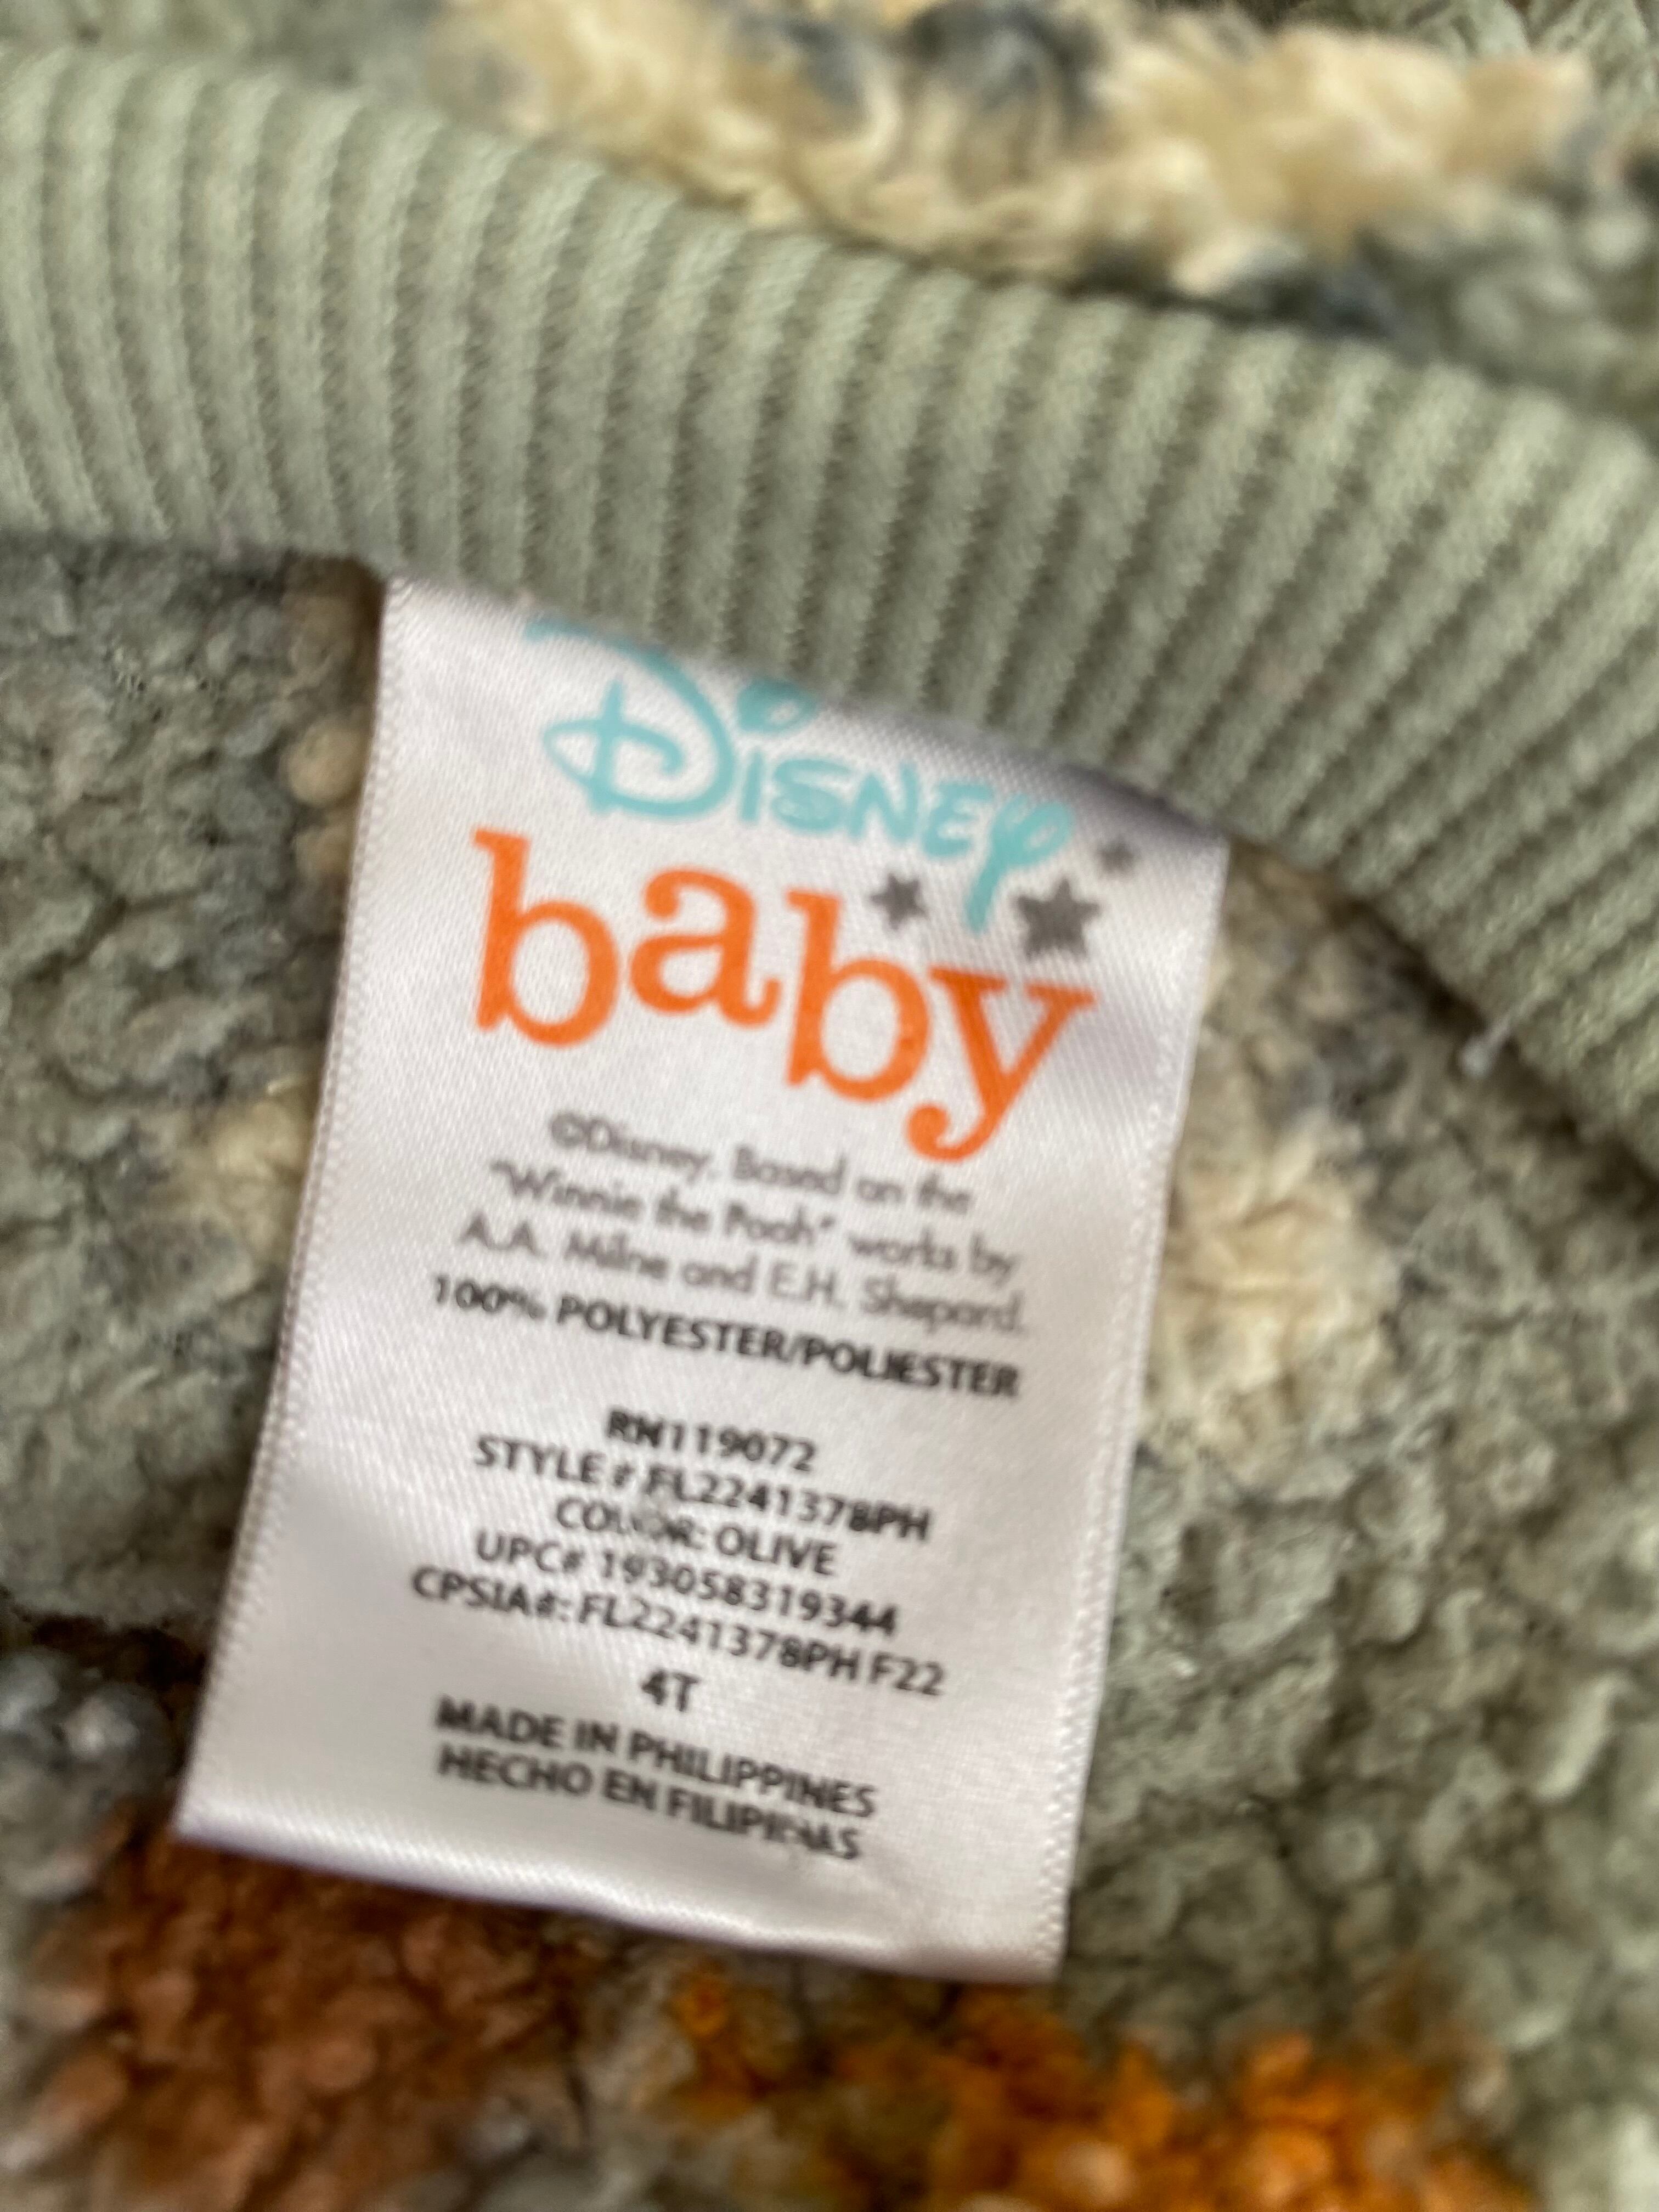 Disney
baby
©Disney. Based on the
"Winnie the Pooh" works by
A.A. Milne and E.H. Shepard.
100% POLYESTER/POLIESTER
RN119072
STYLE # FL2241378PH
COLOR: OLIVE
UPC# 193058319344
CPSIA#: FL2241378PH F22
4T
MADE IN PHILIPPINES
HECHO EN FILIPINAS